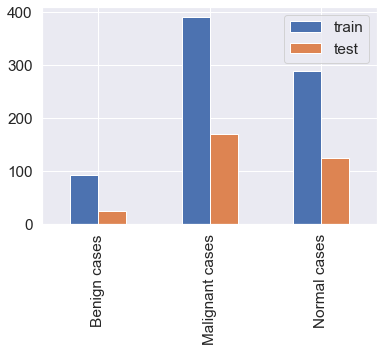 400
300
200
100
0
train
test
Benign cases
Malignant cases
Normal cases